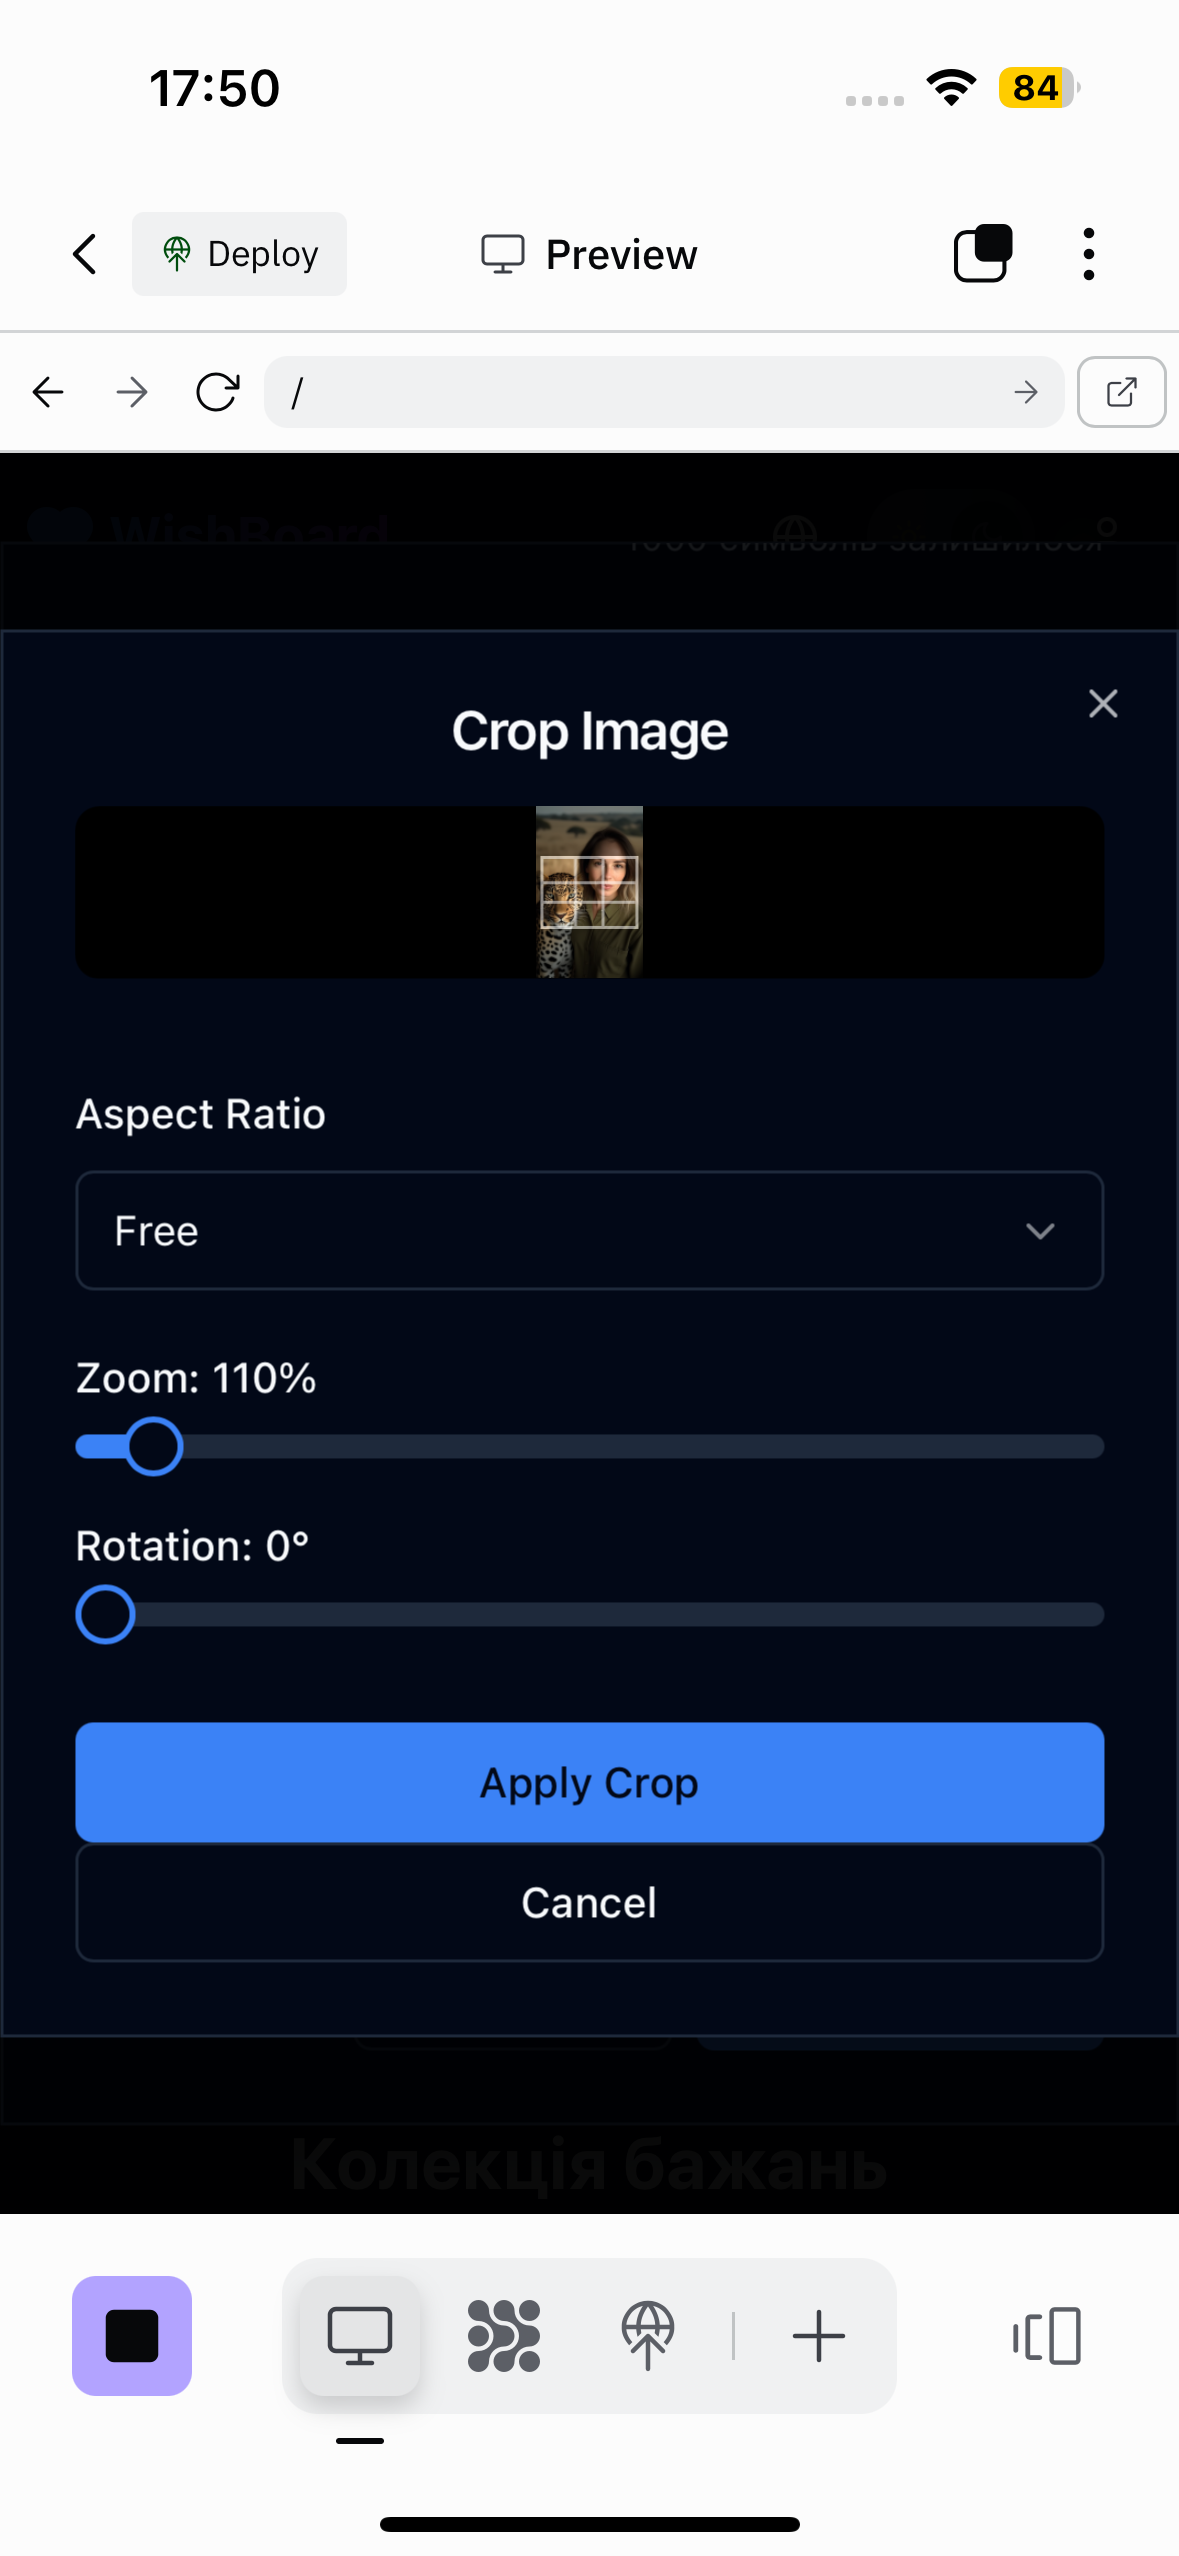 17:50
84
Deploy
Preview
/
WishBoard
1000 символів залишилося
Crop Image
Aspect Ratio
Free
Zoom: 110%
Rotation: 0°
Apply Crop
Cancel
Колекція бажань